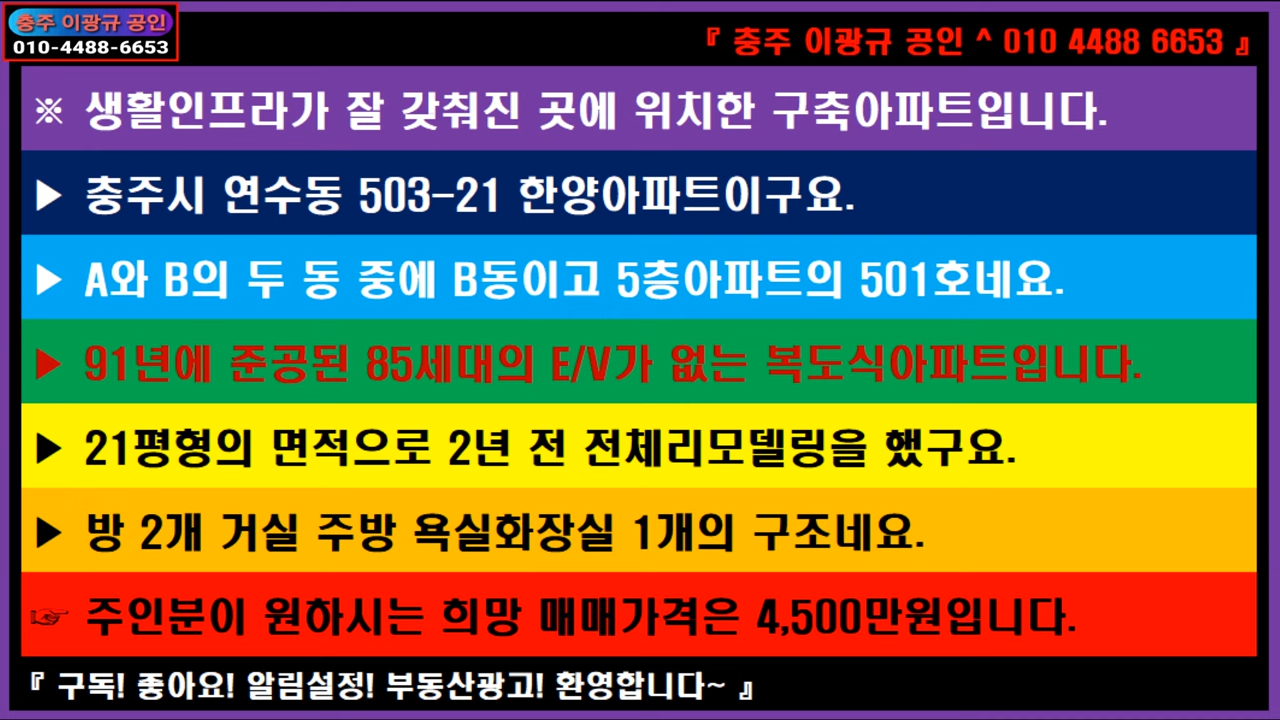 충주 이광규 공인
010-4488-6653
『 충주 이광규 공인 ^ 010 4488 6653 』
※ 생활인프라가 잘 갖춰진 곳에 위치한 구축아파트입니다.
▶ 충주시 연수동 503-21 한양아파트이구요.
▶ A와 B의 두 동 중에 B동이고 5층아파트의 501호네요.
▶ 91년에 준공된 85세대의 E/V가 없는 복도식아파트입니다.
▶ 21평형의 면적으로 2년 전 전체리모델링을 했구요.
▶ 방 2개 거실 주방 욕실화장실 1개의 구조네요.
☞ 주인분이 원하시는 희망 매매가격은 4,500만원입니다.
『 구독! 좋아요! 알림설정! 부동산광고! 환영합니다~ 』